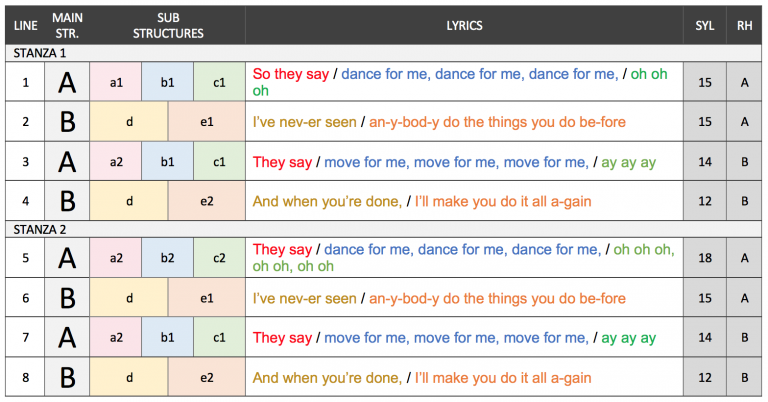 LINE MAIN STR. SUB STRUCTURES LYRICS SYL RH
STANZA 1
1 A a1 b1 c1 So they say / dance for me, dance for me, dance for me, / oh oh oh 15 A
2 B d e1 I've nev-er seen / an-y-bod-y do the things you do be-fore 15 A
3 A a2 b1 c1 They say / move for me, move for me, move for me, / ay ay ay 14 B
4 B d e2 And when you're done, / I'll make you do it all a-gain 12 B
STANZA 2
5 A a2 b2 c2 They say / dance for me, dance for me, dance for me, / oh oh oh, oh oh, oh oh 18 A
6 B d e1 I've nev-er seen / an-y-bod-y do the things you do be-fore 15 A
7 A a2 b1 c1 They say / move for me, move for me, move for me, / ay ay ay 14 B
8 B d e2 And when you're done, / I'll make you do it all a-gain 12 B